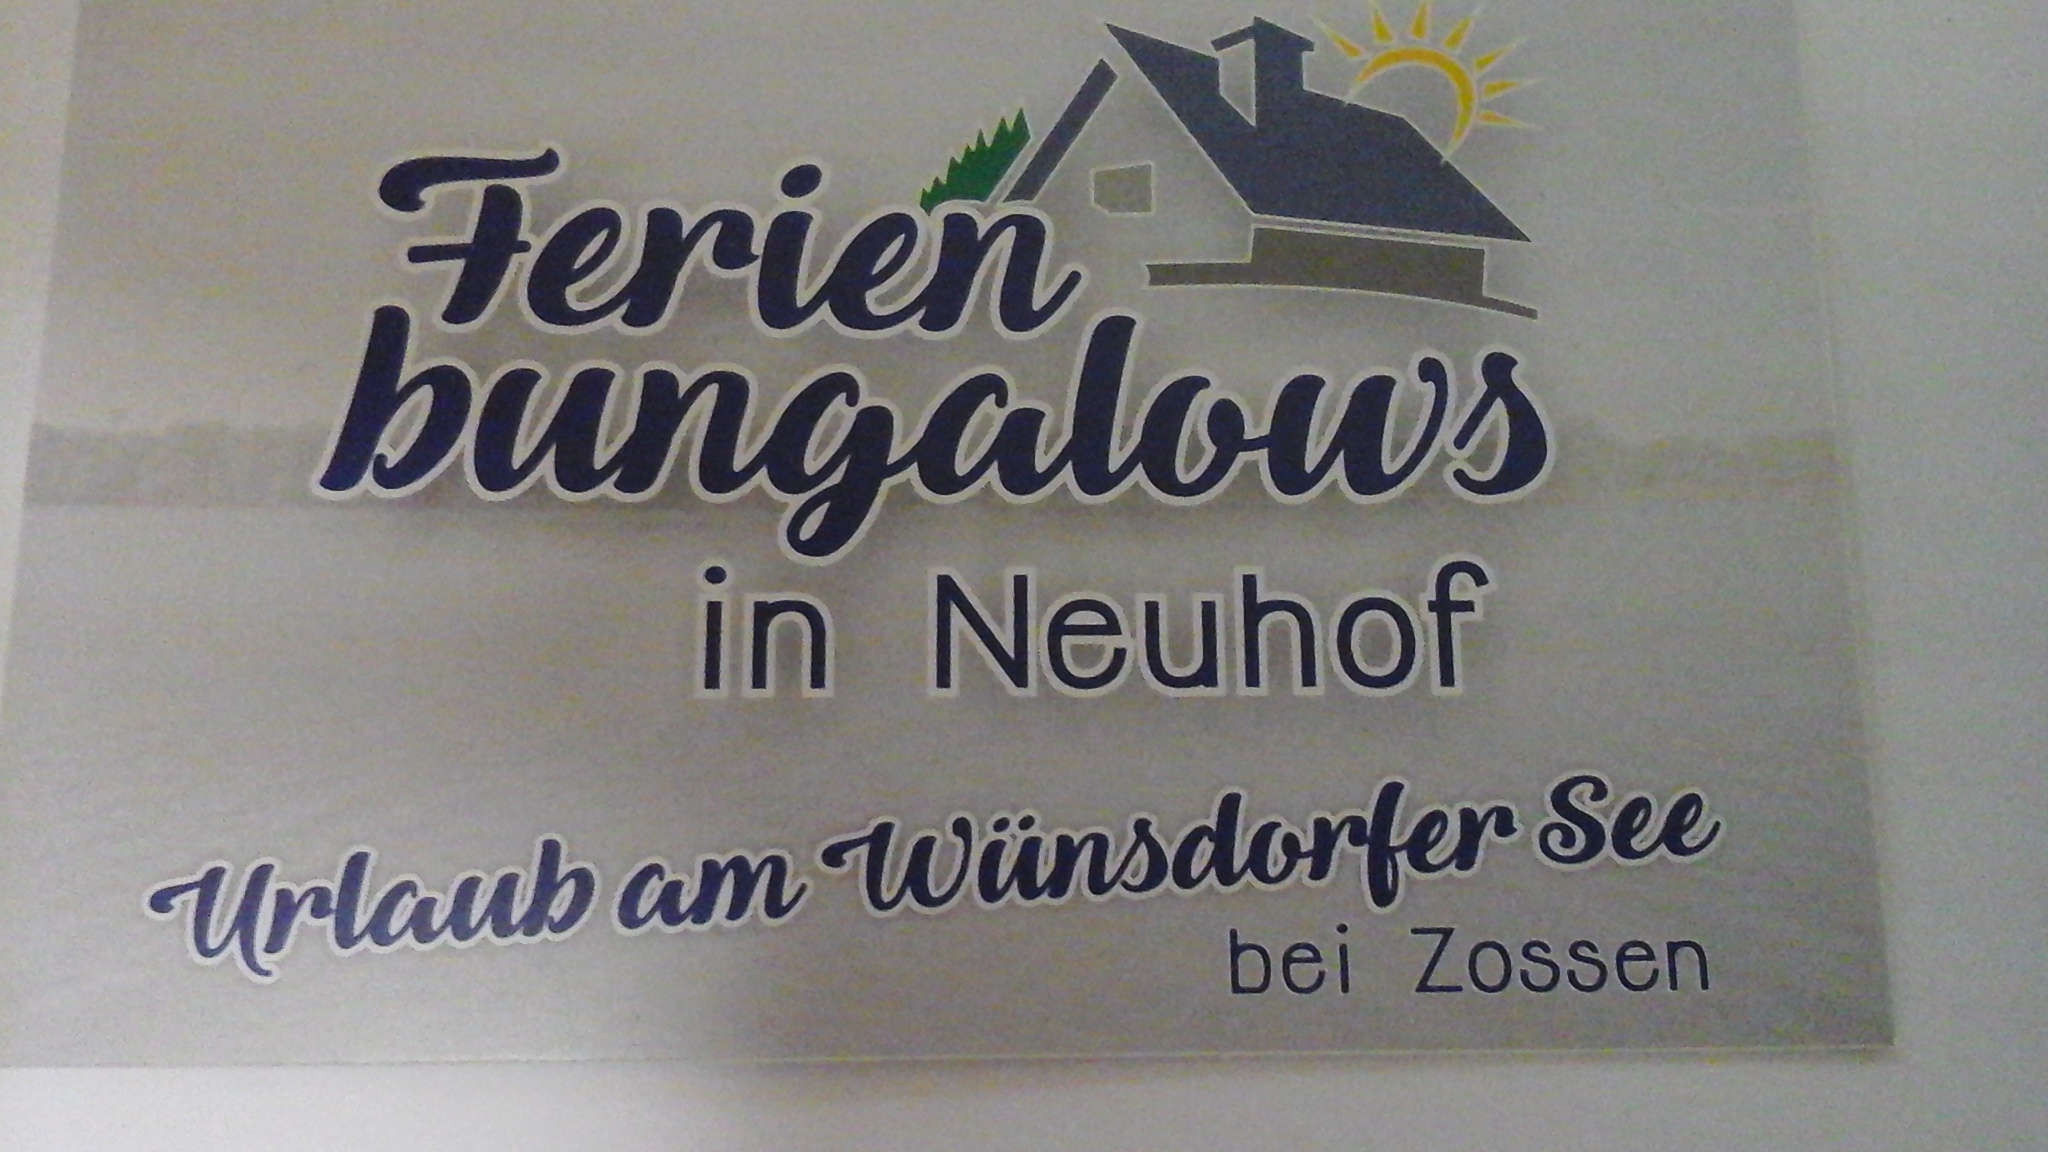 Ferien
bungalows
in Neuhof
Urlaub am Wünsdorfer See
bei Zossen